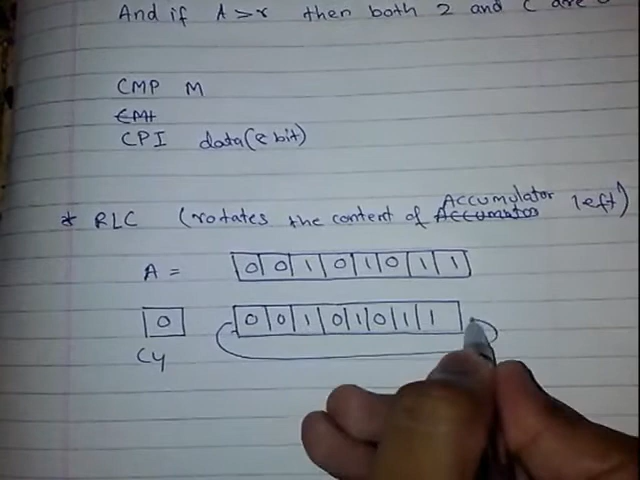 And if A > r then both Z and C are 0
CMP M
CMI
CPI data (8 bit)
* RLC (rotates the content of Accumulator left)
A = 0 0 1 0 1 0 1 1
0 0 0 1 0 1 0 1 1
Cy